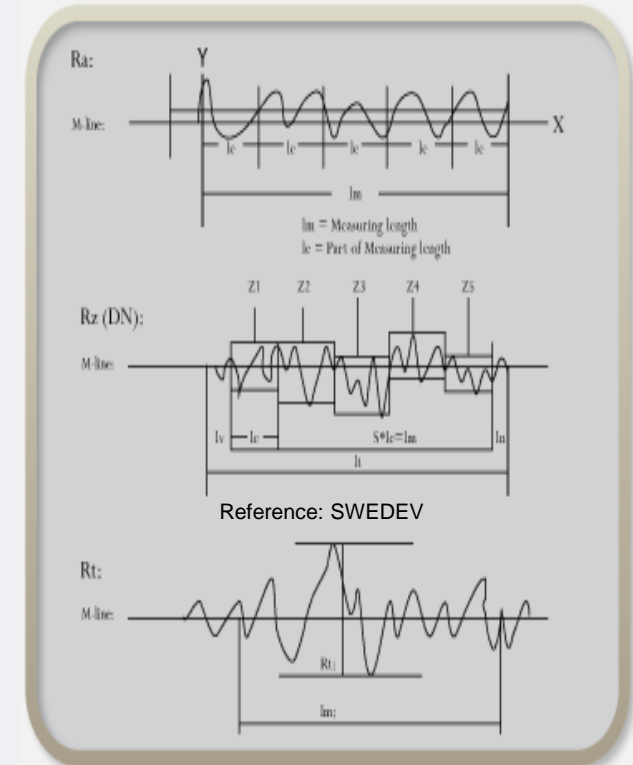 Ra:
Y
M-line:
X
lc lc lc lc lc
lm
lm = Measuring length
lc = Part of Measuring length
Z1 Z2 Z3 Z4 Z5
Rz (DN):
M-line:
lv lc 5*lc=lm ln
lt
Reference: SWEDEV
Rt:
M-line:
Rt:
lm: